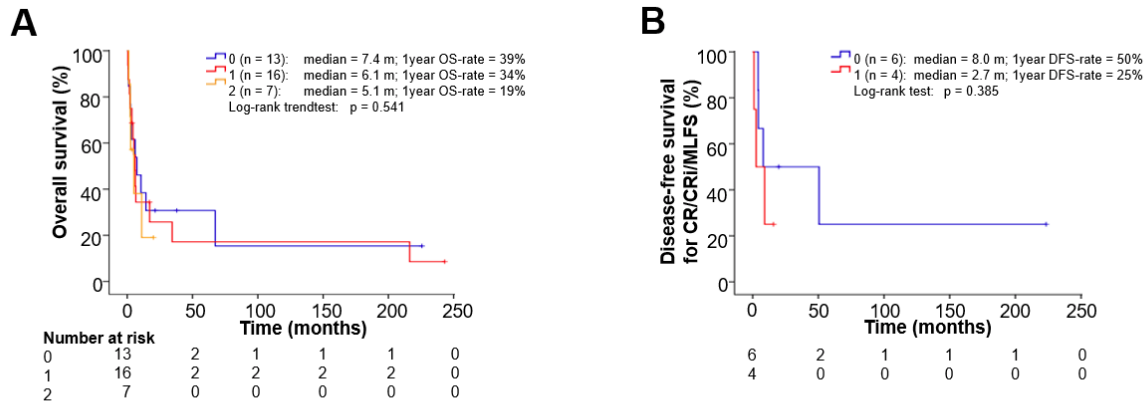 A
0 (n = 13): median = 7.4 m; 1year OS-rate = 39%
1 (n = 16): median = 6.1 m; 1year OS-rate = 34%
2 (n = 7): median = 5.1 m; 1year OS-rate = 19%
Log-rank trendtest: p = 0.541
Overall survival (%)
100
80
60
40
20
0
0 50 100 150 200 250
Time (months)
Number at risk
0 13 2 1 1 1 0
1 16 2 2 2 2 0
2 7 0 0 0 0 0
B
0 (n = 6): median = 8.0 m; 1year DFS-rate = 50%
1 (n = 4): median = 2.7 m; 1year DFS-rate = 25%
Log-rank test: p = 0.385
Disease-free survival
for CR/CRi/MLFS (%)
100
80
60
40
20
0
0 50 100 150 200 250
Time (months)
6 2 1 1 1 0
4 0 0 0 0 0